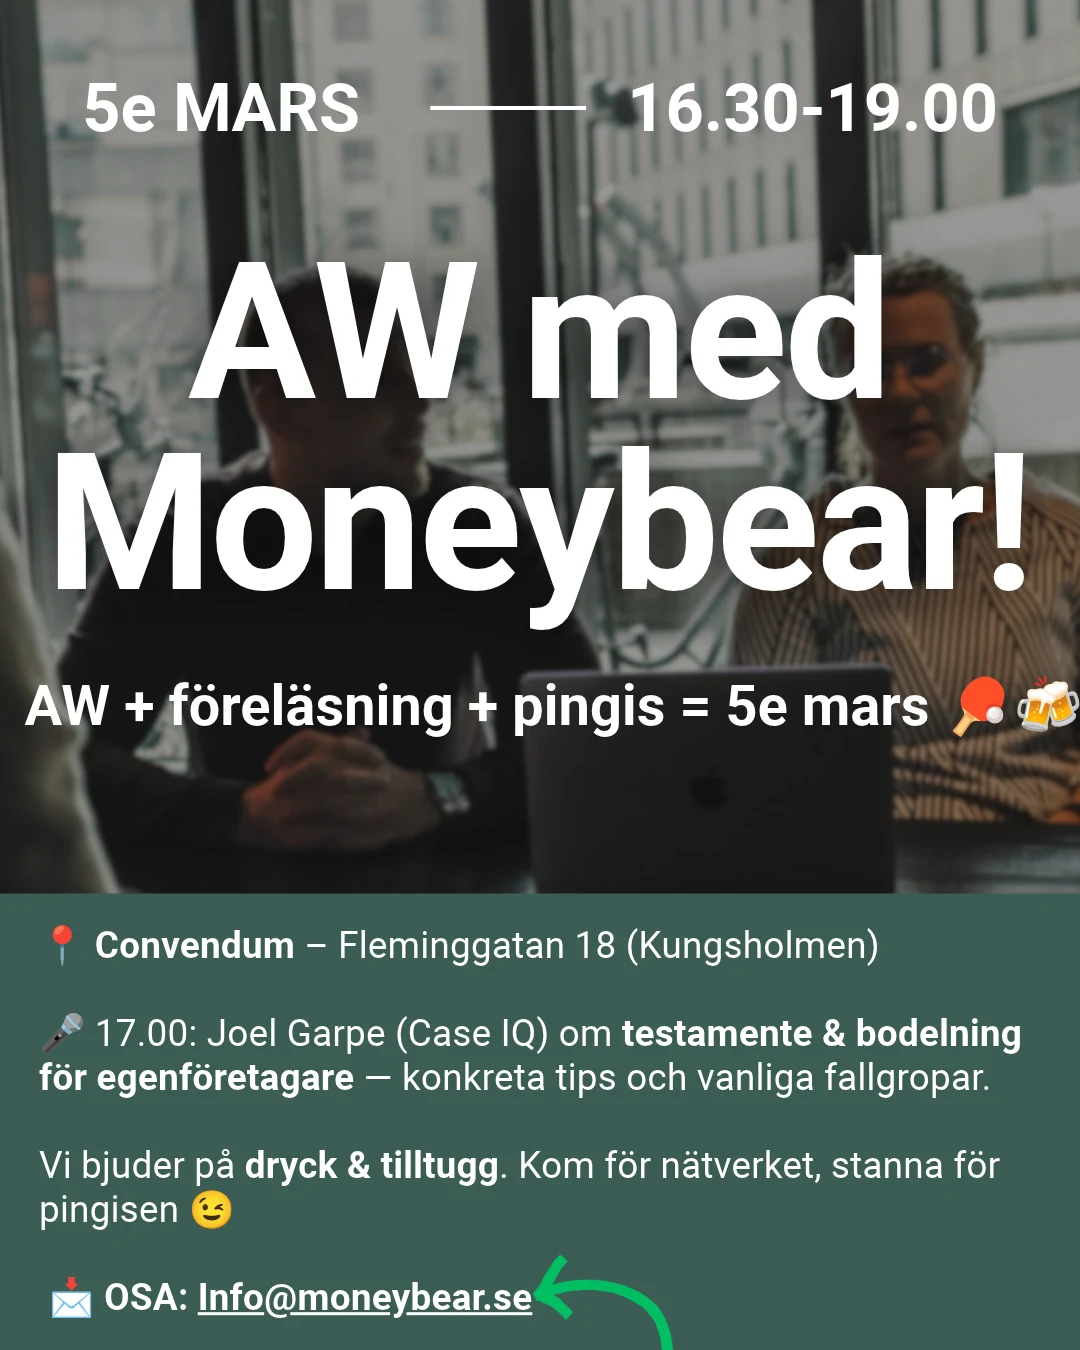 5e MARS 16.30-19.00
AW med
Moneybear!
AW + föreläsning + pingis = 5e mars 🏓🍻
📍 Convendum – Fleminggatan 18 (Kungsholmen)
🎤 17.00: Joel Garpe (Case IQ) om testamente & bodelning
för egenföretagare — konkreta tips och vanliga fallgropar.
Vi bjuder på dryck & tilltugg. Kom för nätverket, stanna för
pingisen 😉
📩 OSA: Info@moneybear.se